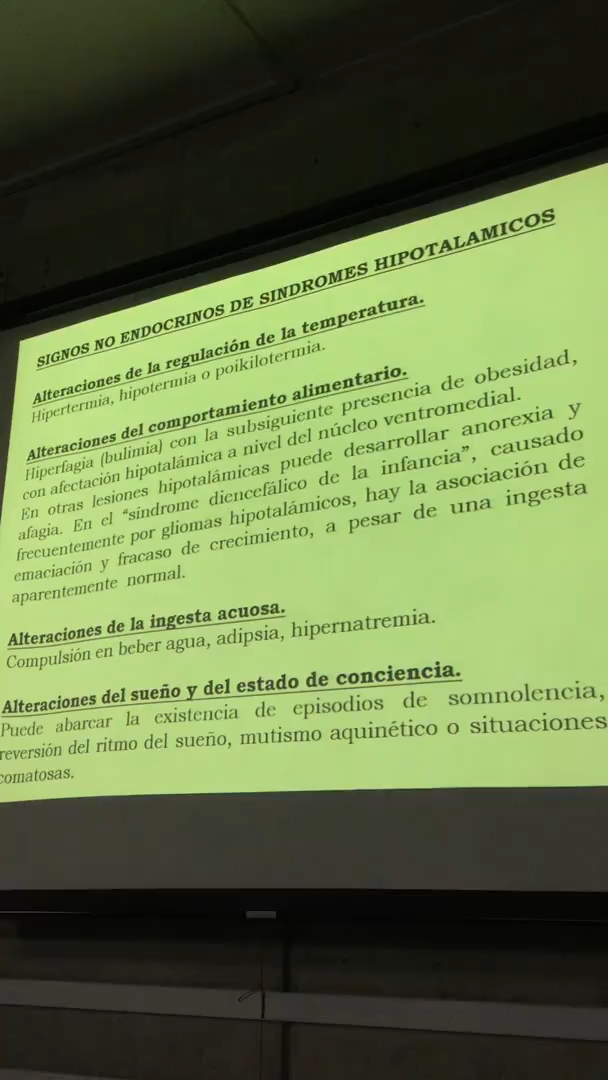 SIGNOS NO ENDOCRINOS DE SINDROMES HIPOTALAMICOS
Alteraciones de la regulación de la temperatura.
Hipertermia, hipotermia o poikilotermia.
Alteraciones del comportamiento alimentario.
Hiperfagia (bulimia) con la subsiguiente presencia de obesidad,
con afectación hipotalámica a nivel del núcleo ventromedial.
En otras lesiones hipotalámicas puede desarrollar anorexia y
afagia. En el “síndrome diencefálico de la infancia”, causado
frecuentemente por gliomas hipotalámicos, hay la asociación de
emaciación y fracaso de crecimiento, a pesar de una ingesta
aparentemente normal.
Alteraciones de la ingesta acuosa.
Compulsión en beber agua, adipsia, hipernatremia.
Alteraciones del sueño y del estado de conciencia.
Puede abarcar la existencia de episodios de somnolencia,
reversión del ritmo del sueño, mutismo aquinético o situaciones
comatosas.